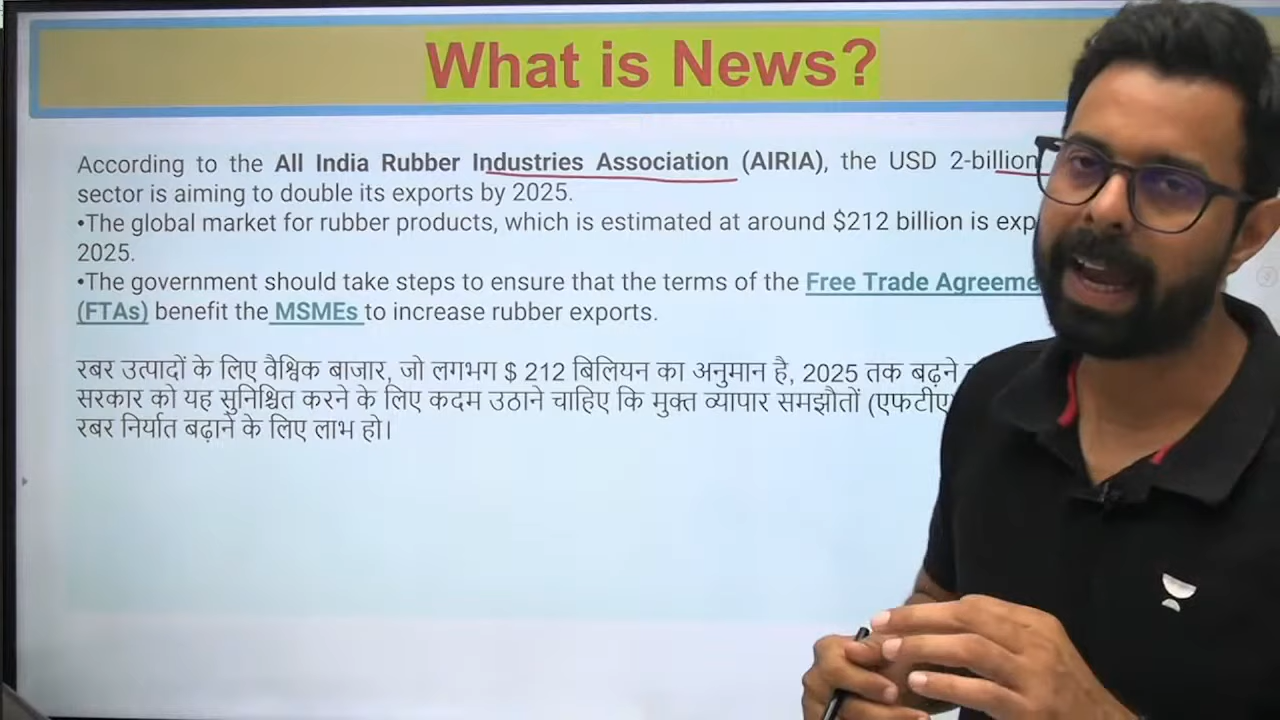 What is News?
According to the All India Rubber Industries Association (AIRIA), the USD 2-billion
sector is aiming to double its exports by 2025.
•The global market for rubber products, which is estimated at around $212 billion is
2025.
•The government should take steps to ensure that the terms of the Free Trade
(FTAs) benefit the MSMEs to increase rubber exports.
रबर उत्पादों के लिए वैश्विक बाजार, जो लगभग $ 212 बिलियन का अनुमान है, 2025 तक बढ़ने
सरकार को यह सुनिश्चित करने के लिए कदम उठाने चाहिए कि मुक्त व्यापार समझौतों
रबर निर्यात बढ़ाने के लिए लाभ हो।